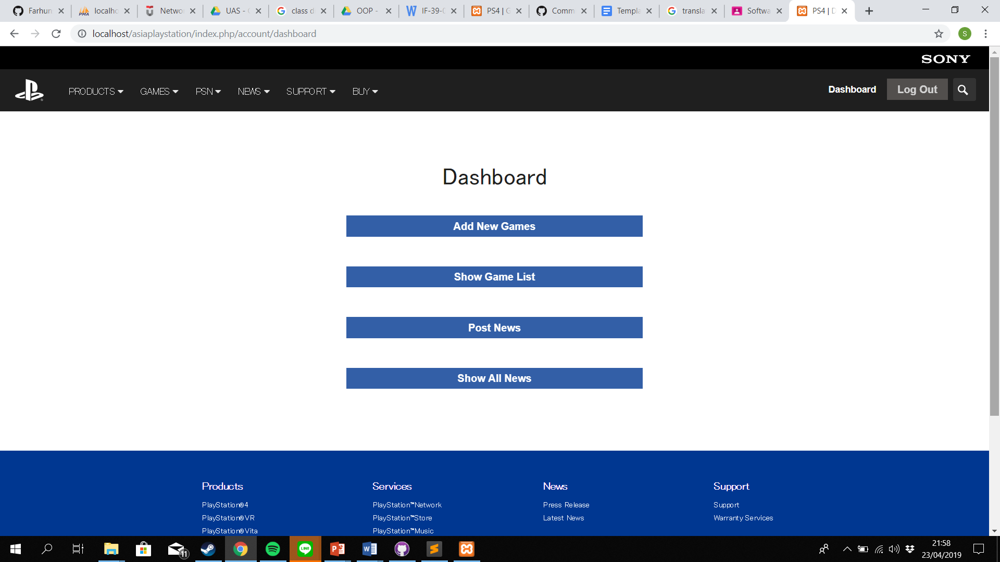 Farhun
localho
Netwo
UAS -
class d
OOP -
IF-39-0
PS4 | G
Comm
Templa
transla
Softwa
PS4 | D
localhost/asiaplaystation/index.php/account/dashboard
S
SONY
PRODUCTS GAMES PSN NEWS SUPPORT BUY
Dashboard Log Out
Dashboard
Add New Games
Show Game List
Post News
Show All News
Products Services News Support
PlayStation®4 PlayStation™Network Press Release Support
PlayStation®VR PlayStation™Store Latest News Warranty Services
PlayStation®Vita PlayStation™Music
11
LINE
21:58
23/04/2019